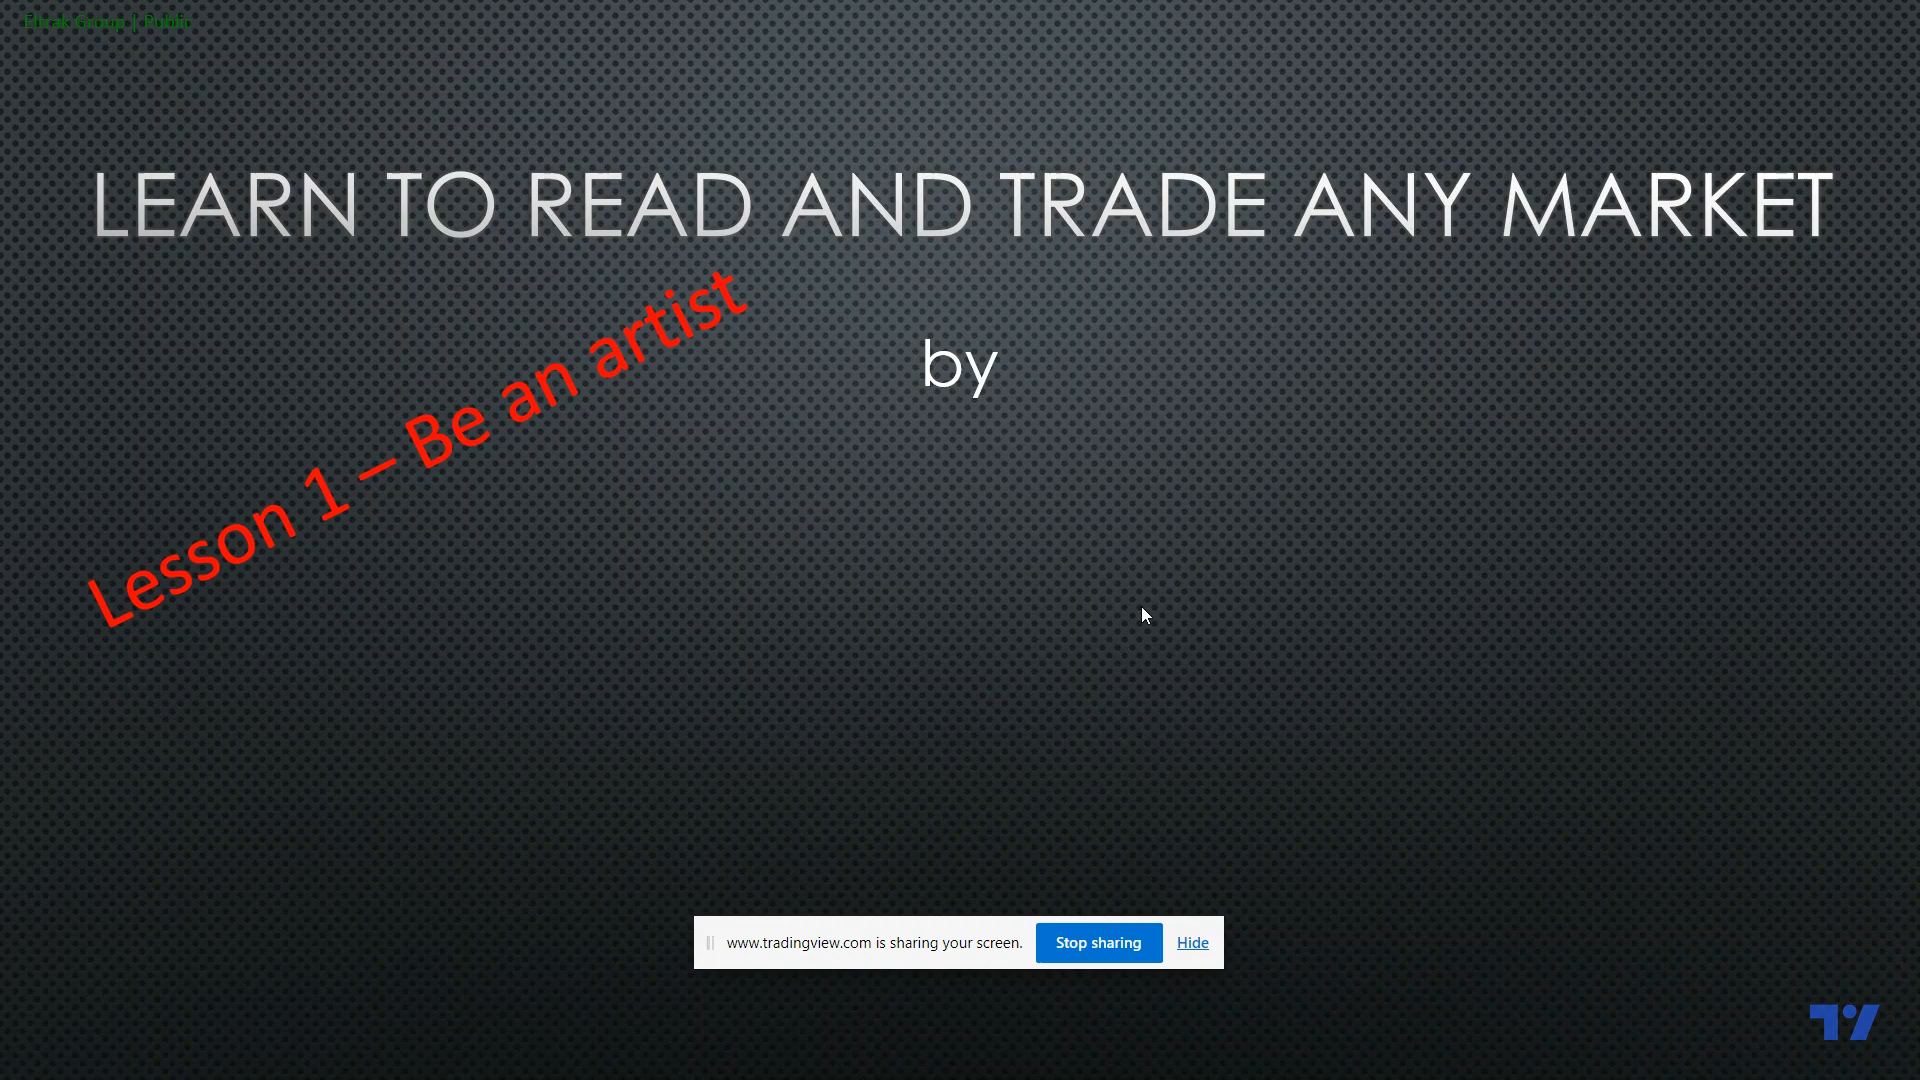 Group | Public
LEARN TO READ AND TRADE ANY MARKET
Lesson 1 – Be an artist
by
www.tradingview.com is sharing your screen. Stop sharing Hide